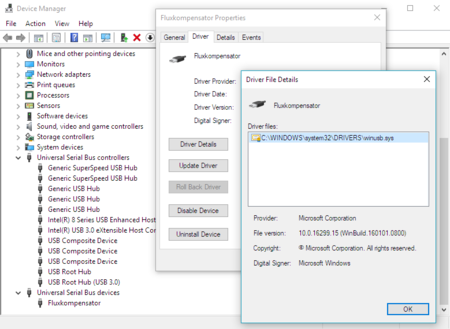 Device Manager
File Action View Help
Mice and other pointing devices
Monitors
Network adapters
Print queues
Processors
Sensors
Software devices
Sound, video and game controllers
Storage controllers
System devices
Universal Serial Bus controllers
Generic SuperSpeed USB Hub
Generic SuperSpeed USB Hub
Generic USB Hub
Generic USB Hub
Generic USB Hub
Intel(R) 8 Series USB Enhanced Host
Intel(R) USB 3.0 eXtensible Host Con
USB Composite Device
USB Composite Device
USB Composite Device
USB Root Hub
USB Root Hub (USB 3.0)
Universal Serial Bus devices
Fluxkompensator
Fluxkompensator Properties
General Driver Details Events
Fluxkompensator
Driver Provider:
Driver Date:
Driver Version:
Digital Signer:
Driver Details
Update Driver
Roll Back Driver
Disable Device
Uninstall Device
Driver File Details
Fluxkompensator
Driver files:
C:\WINDOWS\system32\DRIVERS\winusb.sys
Provider: Microsoft Corporation
File version: 10.0.16299.15 (WinBuild.160101.0800)
Copyright: © Microsoft Corporation. All rights reserved.
Digital Signer: Microsoft Windows
OK